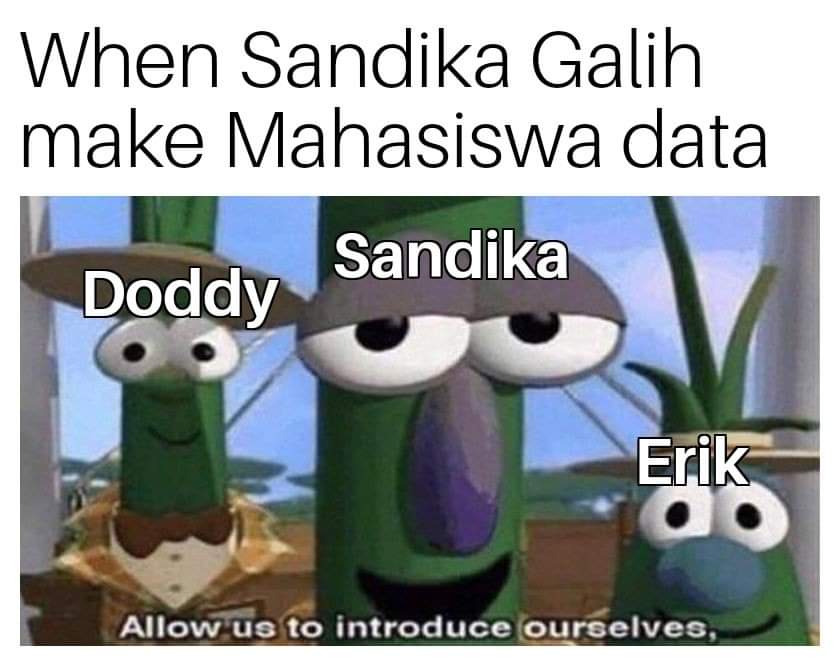 When Sandika Galih
make Mahasiswa data
Sandika
Doddy
Erik
Allow us to introduce ourselves,